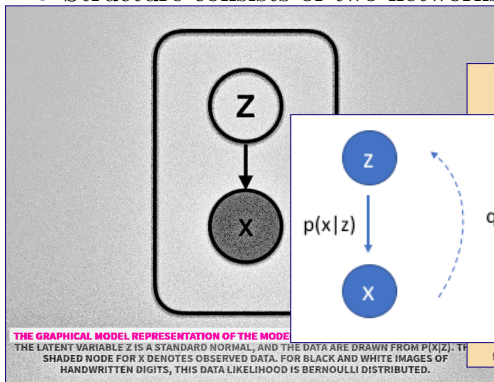 Z
X
z
p(x|z)
q
x
THE GRAPHICAL MODEL REPRESENTATION OF THE MODE
THE LATENT VARIABLE Z IS A STANDARD NORMAL, AND THE DATA ARE DRAWN FROM P(X|Z). TH
SHADED NODE FOR X DENOTES OBSERVED DATA. FOR BLACK AND WHITE IMAGES OF
HANDWRITTEN DIGITS, THIS DATA LIKELIHOOD IS BERNOULLI DISTRIBUTED.